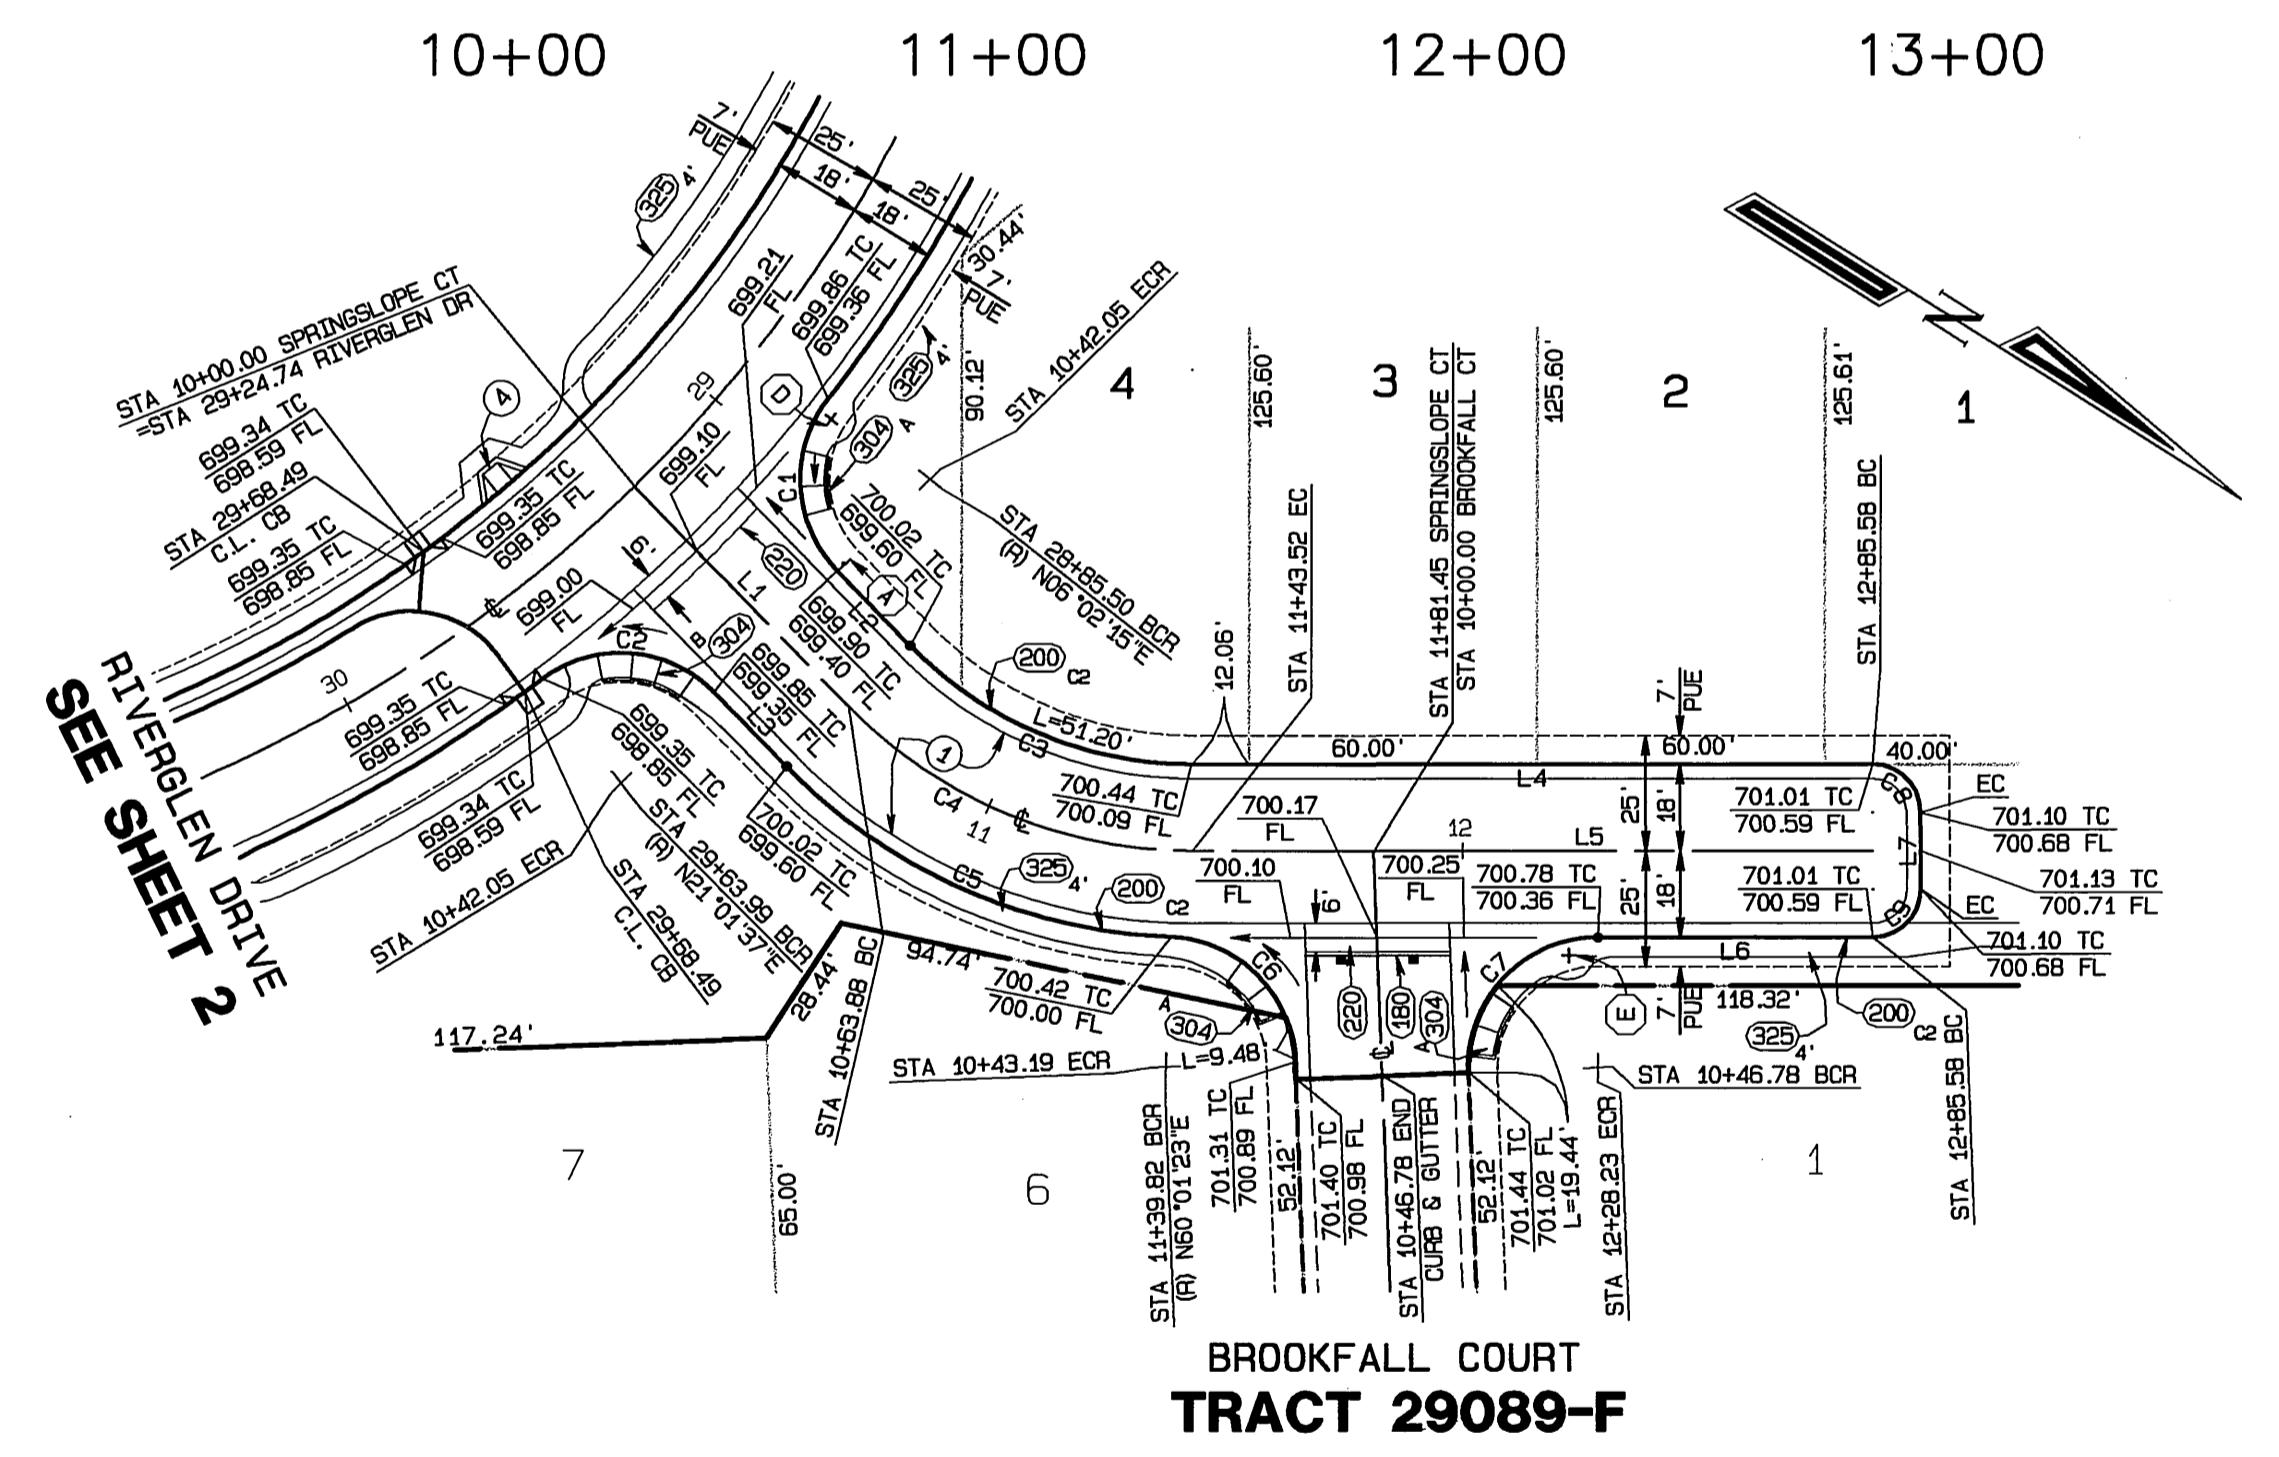 10+00
11+00
12+00
13+00
7'
PUE
25'
18'
25'
18'
325
4'
30.44'
7'
PUE
699.21
FL
699.86 TC
699.36 FL
STA 10+00.00 SPRINGSLOPE CT
=STA 29+24.74 RIVERGLEN DR
4
699.34 TC
698.59 FL
STA 29+68.49
C.L. CB
699.35 TC
698.85 FL
699.35 TC
698.85 FL
29
D
699.10
FL
325
4'
304
A
C1
90.12'
STA 10+42.05 ECR
4
125.60'
3
STA 11+81.45 SPRINGSLOPE CT
STA 10+00.00 BROOKFALL CT
125.60'
2
125.61'
1
STA 12+85.58 BC
N
700.02 TC
699.60 FL
STA 28+85.50 BCR
(R) N06°02'15"E
STA 11+43.52 EC
6'
220
L1
A
L2
699.00
FL
699.90 TC
699.40 FL
C2
B
304
699.85 TC
699.35 FL
L3
200
C2
12.06'
L=51.20'
C3
60.00'
7'
PUE
60.00'
40.00'
RIVERGLEN DRIVE
SEE SHEET 2
30
699.35 TC
698.85 FL
699.35 TC
698.85 FL
699.34 TC
698.59 FL
STA 10+42.05 ECR
STA 29+63.99 BCR
(R) N21°01'37"E
STA 29+68.49
C.L. CB
700.02 TC
699.60 FL
1
C4
11
700.44 TC
700.09 FL
700.17
FL
L4
25'
18'
701.01 TC
700.59 FL
C8
EC
701.10 TC
700.68 FL
12
L5
L7
C5
325
4'
200
C2
700.10
FL
700.25
FL
700.78 TC
700.36 FL
25'
18'
701.01 TC
700.59 FL
C9
EC
701.13 TC
700.71 FL
701.10 TC
700.68 FL
6'
L6
C6
C7
94.74'
28.44'
117.24'
STA 10+63.88 BC
700.42 TC
700.00 FL
A
304
220
180
304
A
E
7'
PUE
118.32'
325
4'
200
C2
STA 10+43.19 ECR
L=9.48'
STA 10+46.78 BCR
7
65.00'
6
STA 11+39.82 BCR
(R) N60°01'23"E
701.31 TC
700.89 FL
52.12'
701.40 TC
700.98 FL
STA 10+46.78 END
CURB & GUTTER
52.12'
701.44 TC
701.02 FL
L=19.44'
STA 12+28.23 ECR
1
STA 12+85.58 BC
BROOKFALL COURT
TRACT 29089-F